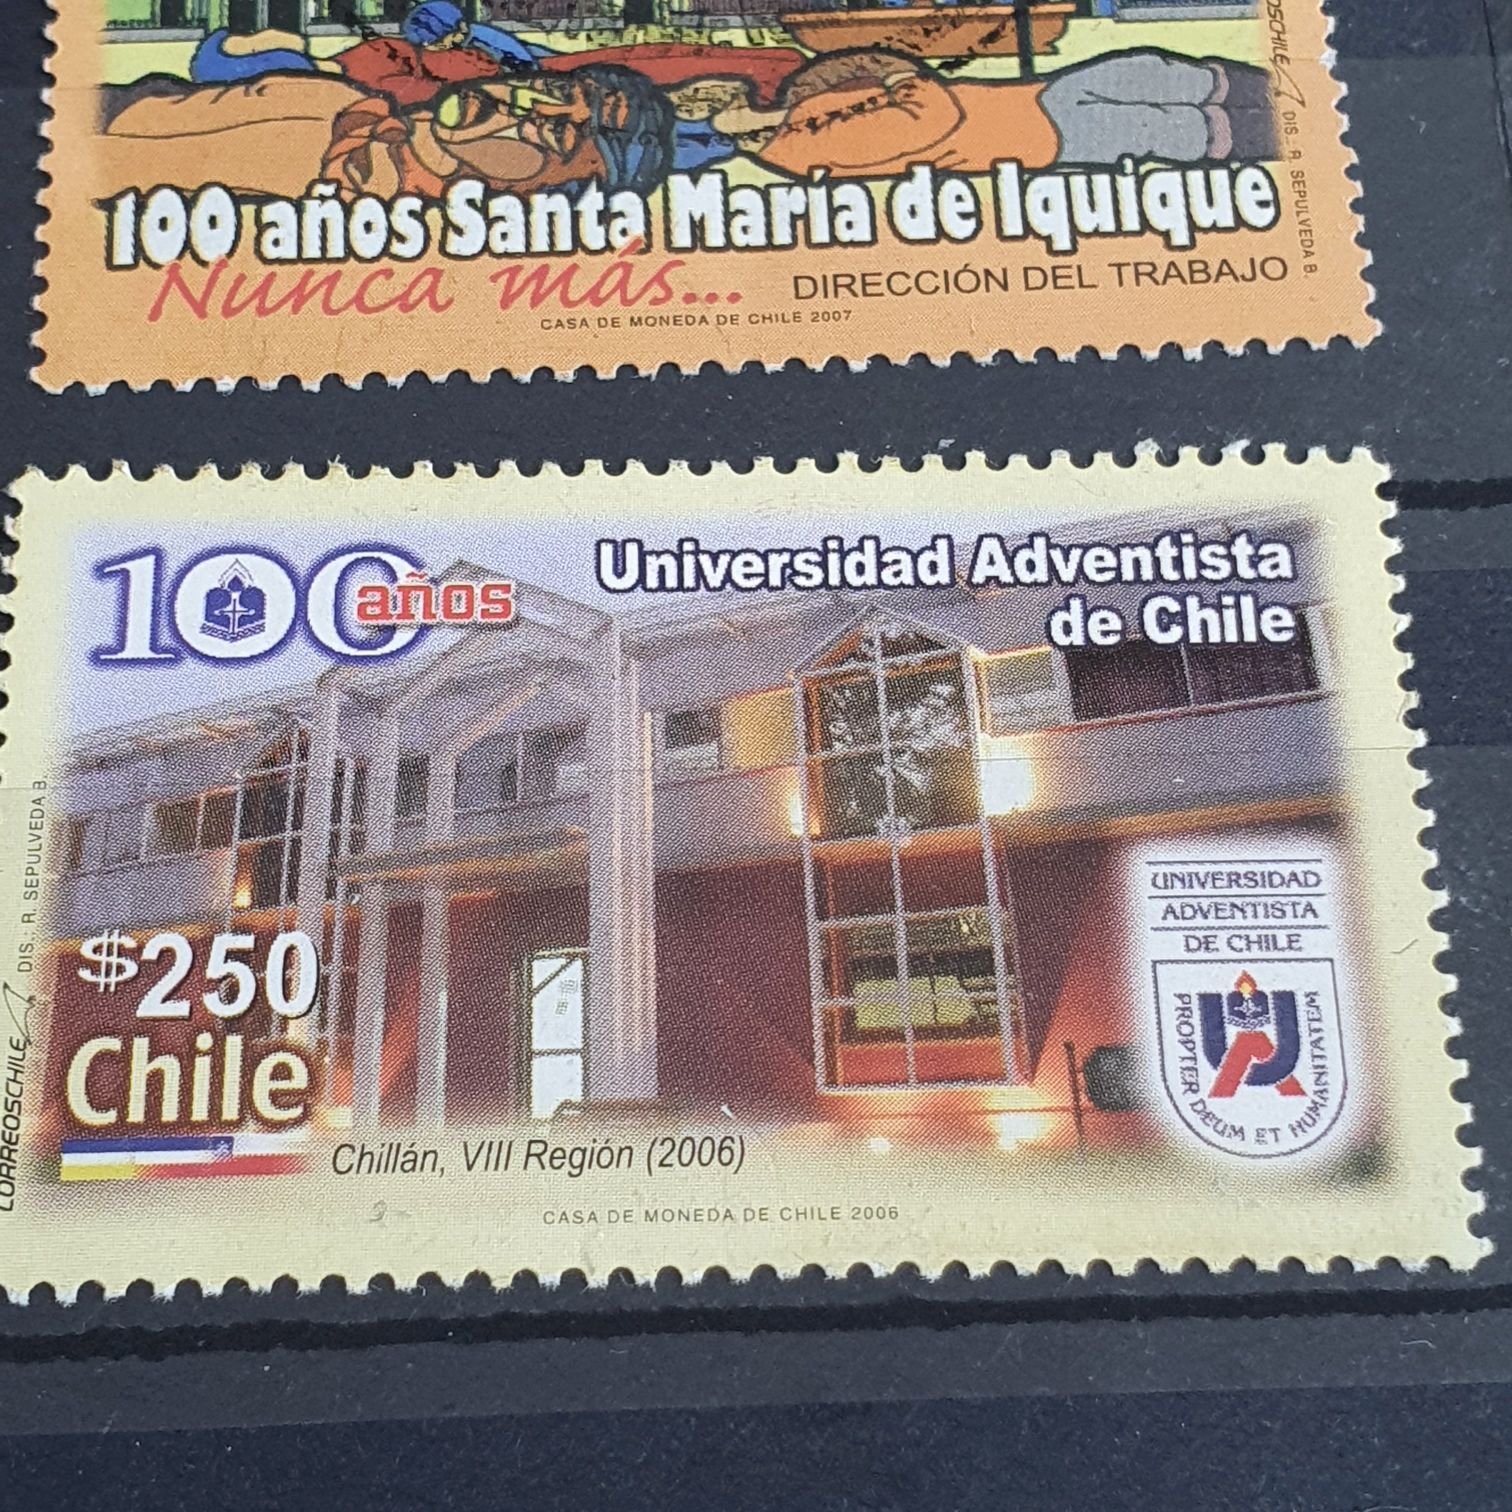 100 años Santa María de Iquique
Nunca más...
DIRECCIÓN DEL TRABAJO
CASA DE MONEDA DE CHILE 2007
DIS.: R. SEPULVEDA B.
100 años
Universidad Adventista
de Chile
UNIVERSIDAD
ADVENTISTA
DE CHILE
PROPTER DÆUM ET HUMANITATEM
$250
Chile
Chillán, VIII Región (2006)
CASA DE MONEDA DE CHILE 2006
CORREOSCHILE
DIS.: R. SEPULVEDA B.